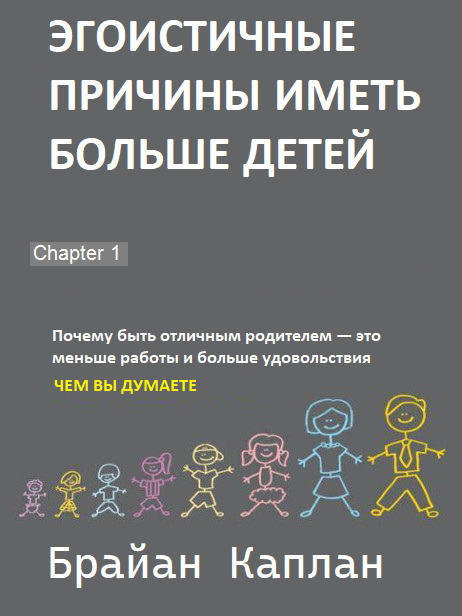 ЭГОИСТИЧНЫЕ
ПРИЧИНЫ ИМЕТЬ
БОЛЬШЕ ДЕТЕЙ
Chapter 1
Почему быть отличным родителем — это
меньше работы и больше удовольствия
ЧЕМ ВЫ ДУМАЕТЕ
Брайан Каплан